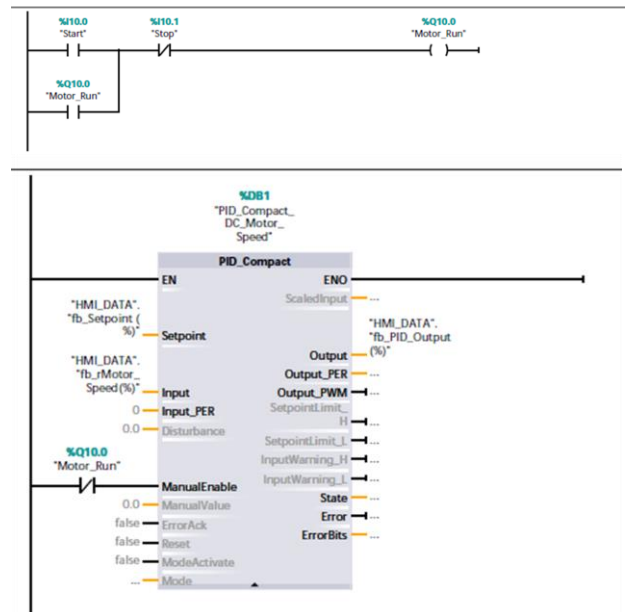 %I10.0
"Start"
%I10.1
"Stop"
%Q10.0
"Motor_Run"
%Q10.0
"Motor_Run"
%DB1
"PID_Compact_
DC_Motor_
Speed"
PID_Compact
EN
ENO
ScaledInput
...
"HMI_DATA".
"fb_Setpoint (
%)"
Setpoint
"HMI_DATA".
"fb_PID_Output
(%)"
Output
"HMI_DATA".
"fb_rMotor_
Speed(%)"
Input
Output_PER
...
0
Input_PER
Output_PWM
...
0.0
Disturbance
SetpointLimit_
H
...
SetpointLimit_L
...
InputWarning_H
...
%Q10.0
"Motor_Run"
ManualEnable
InputWarning_L
...
0.0
ManualValue
State
...
false
ErrorAck
Error
...
false
Reset
ErrorBits
...
false
ModeActivate
...
Mode